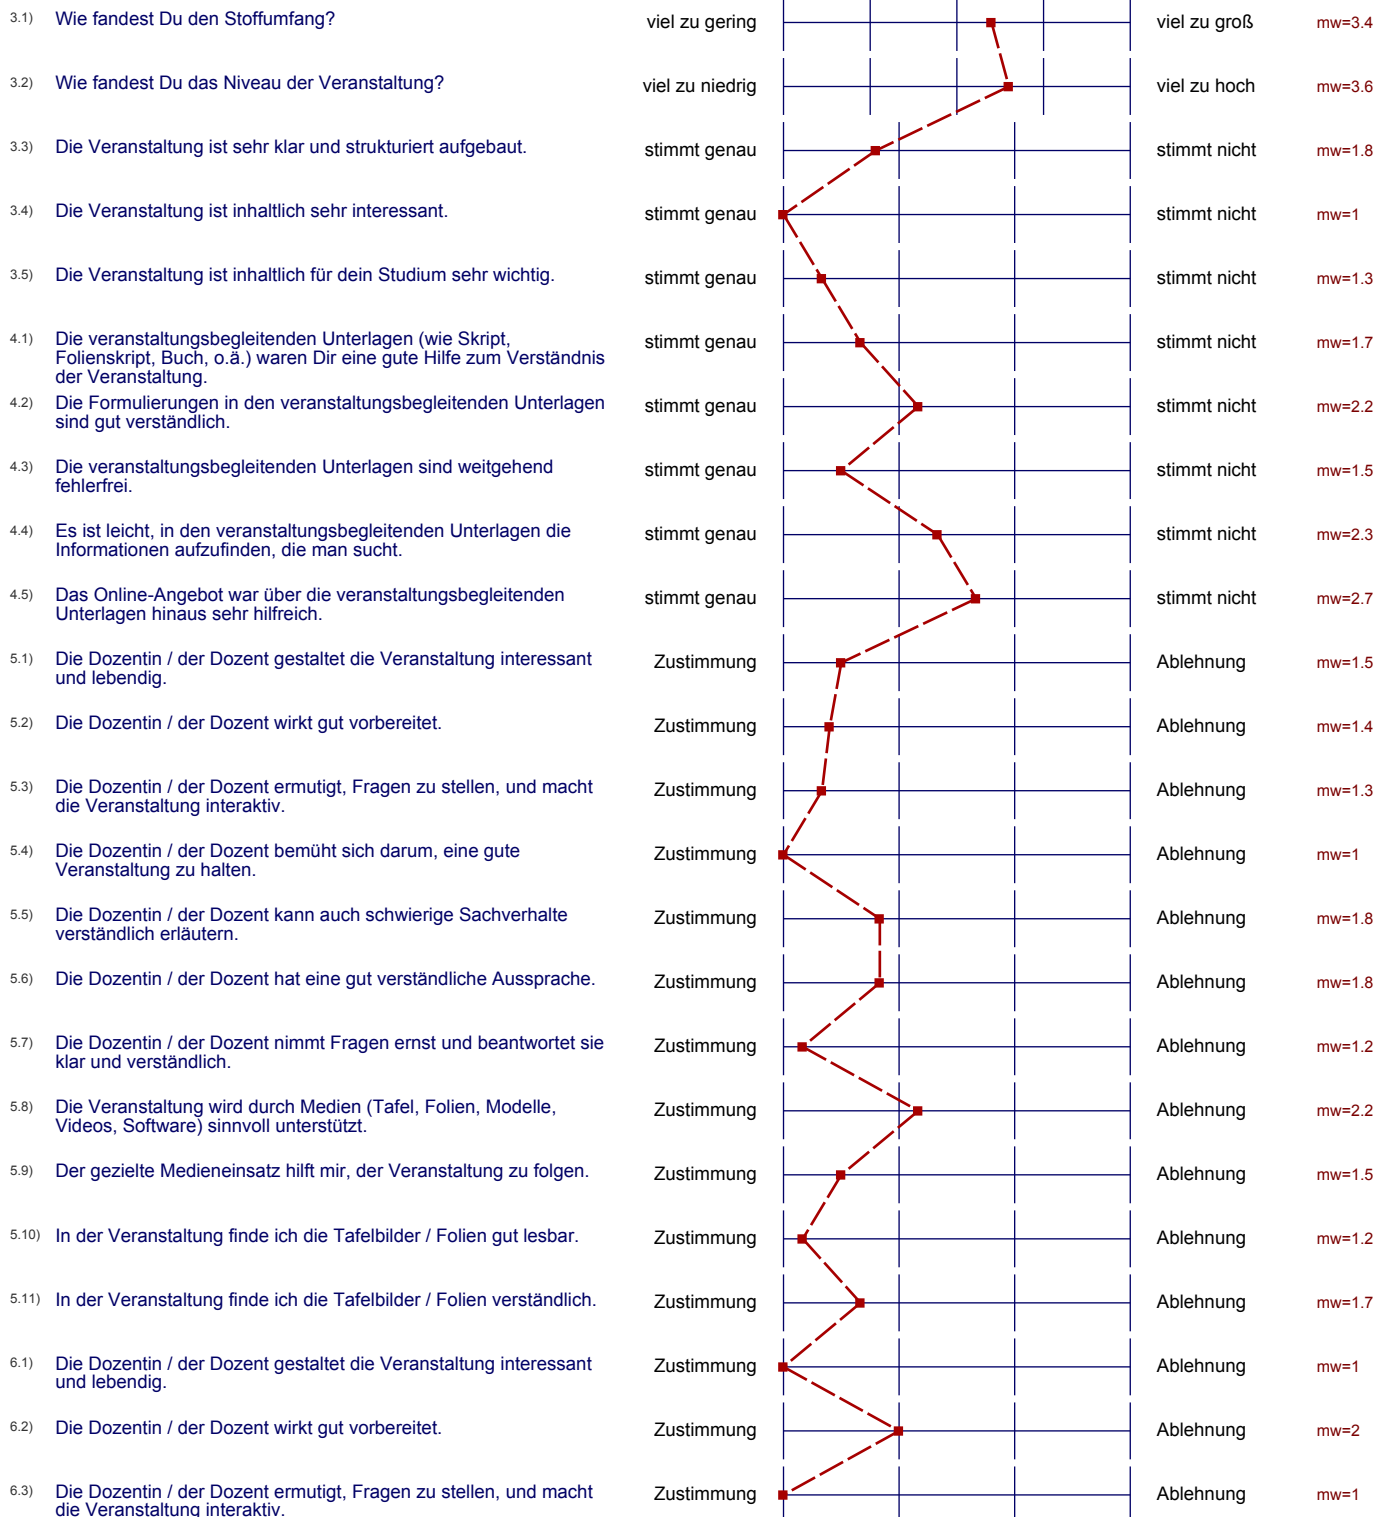 3.1) Wie fandest Du den Stoffumfang? viel zu gering viel zu groß mw=3.4
3.2) Wie fandest Du das Niveau der Veranstaltung? viel zu niedrig viel zu hoch mw=3.6
3.3) Die Veranstaltung ist sehr klar und strukturiert aufgebaut. stimmt genau stimmt nicht mw=1.8
3.4) Die Veranstaltung ist inhaltlich sehr interessant. stimmt genau stimmt nicht mw=1
3.5) Die Veranstaltung ist inhaltlich für dein Studium sehr wichtig. stimmt genau stimmt nicht mw=1.3
4.1) Die veranstaltungsbegleitenden Unterlagen (wie Skript, stimmt genau stimmt nicht mw=1.7
Folienskript, Buch, o.ä.) waren Dir eine gute Hilfe zum Verständnis
der Veranstaltung.
4.2) Die Formulierungen in den veranstaltungsbegleitenden Unterlagen stimmt genau stimmt nicht mw=2.2
sind gut verständlich.
4.3) Die veranstaltungsbegleitenden Unterlagen sind weitgehend stimmt genau stimmt nicht mw=1.5
fehlerfrei.
4.4) Es ist leicht, in den veranstaltungsbegleitenden Unterlagen die stimmt genau stimmt nicht mw=2.3
Informationen aufzufinden, die man sucht.
4.5) Das Online-Angebot war über die veranstaltungsbegleitenden stimmt genau stimmt nicht mw=2.7
Unterlagen hinaus sehr hilfreich.
5.1) Die Dozentin / der Dozent gestaltet die Veranstaltung interessant Zustimmung Ablehnung mw=1.5
und lebendig.
5.2) Die Dozentin / der Dozent wirkt gut vorbereitet. Zustimmung Ablehnung mw=1.4
5.3) Die Dozentin / der Dozent ermutigt, Fragen zu stellen, und macht Zustimmung Ablehnung mw=1.3
die Veranstaltung interaktiv.
5.4) Die Dozentin / der Dozent bemüht sich darum, eine gute Zustimmung Ablehnung mw=1
Veranstaltung zu halten.
5.5) Die Dozentin / der Dozent kann auch schwierige Sachverhalte Zustimmung Ablehnung mw=1.8
verständlich erläutern.
5.6) Die Dozentin / der Dozent hat eine gut verständliche Aussprache. Zustimmung Ablehnung mw=1.8
5.7) Die Dozentin / der Dozent nimmt Fragen ernst und beantwortet sie Zustimmung Ablehnung mw=1.2
klar und verständlich.
5.8) Die Veranstaltung wird durch Medien (Tafel, Folien, Modelle, Zustimmung Ablehnung mw=2.2
Videos, Software) sinnvoll unterstützt.
5.9) Der gezielte Medieneinsatz hilft mir, der Veranstaltung zu folgen. Zustimmung Ablehnung mw=1.5
5.10) In der Veranstaltung finde ich die Tafelbilder / Folien gut lesbar. Zustimmung Ablehnung mw=1.2
5.11) In der Veranstaltung finde ich die Tafelbilder / Folien verständlich. Zustimmung Ablehnung mw=1.7
6.1) Die Dozentin / der Dozent gestaltet die Veranstaltung interessant Zustimmung Ablehnung mw=1
und lebendig.
6.2) Die Dozentin / der Dozent wirkt gut vorbereitet. Zustimmung Ablehnung mw=2
6.3) Die Dozentin / der Dozent ermutigt, Fragen zu stellen, und macht Zustimmung Ablehnung mw=1
die Veranstaltung interaktiv.